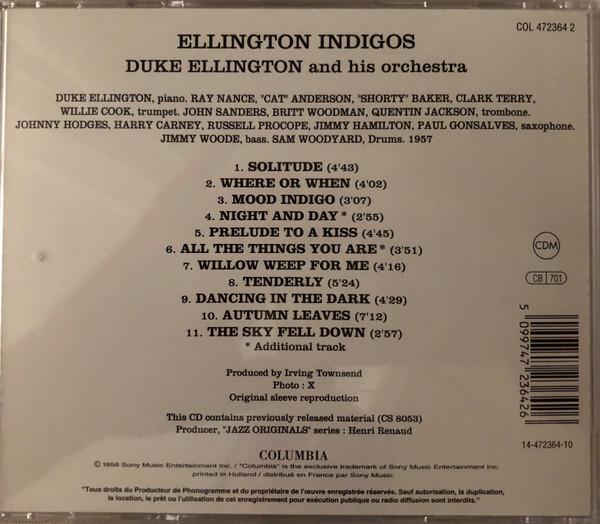 COL 472364 2
ELLINGTON INDIGOS
DUKE ELLINGTON and his orchestra
DUKE ELLINGTON, piano. RAY NANCE, "CAT" ANDERSON, "SHORTY" BAKER, CLARK TERRY,
WILLIE COOK, trumpet. JOHN SANDERS, BRITT WOODMAN, QUENTIN JACKSON, trombone.
JOHNNY HODGES, HARRY CARNEY, RUSSELL PROCOPE, JIMMY HAMILTON, PAUL GONSALVES, saxophone.
JIMMY WOODE, bass. SAM WOODYARD, Drums. 1957
1. SOLITUDE (4'43)
2. WHERE OR WHEN (4'02)
3. MOOD INDIGO (3'07)
4. NIGHT AND DAY * (2'55)
5. PRELUDE TO A KISS (4'45)
6. ALL THE THINGS YOU ARE * (3'51)
7. WILLOW WEEP FOR ME (4'16)
8. TENDERLY (5'24)
9. DANCING IN THE DARK (4'29)
10. AUTUMN LEAVES (7'12)
11. THE SKY FELL DOWN (2'57)
* Additional track
CDM
CB 701
5 099747 236426
Produced by Irving Townsend
Photo : X
Original sleeve reproduction
This CD contains previously released material (CS 8053)
Producer, "JAZZ ORIGINALS" series : Henri Renaud
14-472364-10
COLUMBIA
© 1958 Sony Music Entertainment Inc. / "Columbia" is the exclusive trademark of Sony Music Entertainment Inc.
printed in Holland / distribué en France par Sony Music.
"Tous droits du Producteur de Phonogramme et du propriétaire de l'œuvre enregistrée réservés. Sauf autorisation, la duplication,
la location, le prêt ou l'utilisation de cet enregistrement pour exécution publique ou radio diffusion sont interdits."